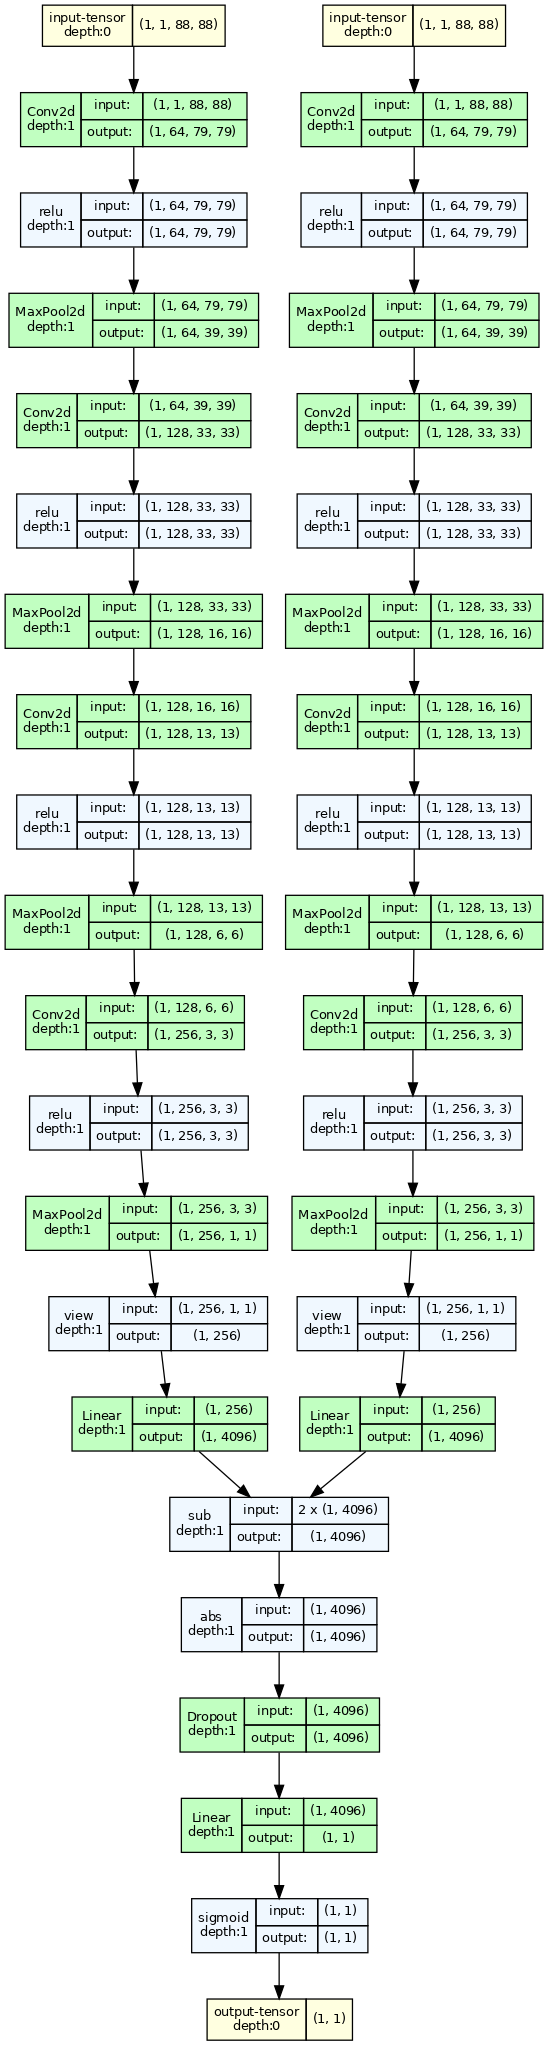 input-tensor
depth:0
(1, 1, 88, 88)
input-tensor
depth:0
(1, 1, 88, 88)
Conv2d
depth:1
input:
(1, 1, 88, 88)
output:
(1, 64, 79, 79)
Conv2d
depth:1
input:
(1, 1, 88, 88)
output:
(1, 64, 79, 79)
relu
depth:1
input:
(1, 64, 79, 79)
output:
(1, 64, 79, 79)
relu
depth:1
input:
(1, 64, 79, 79)
output:
(1, 64, 79, 79)
MaxPool2d
depth:1
input:
(1, 64, 79, 79)
output:
(1, 64, 39, 39)
MaxPool2d
depth:1
input:
(1, 64, 79, 79)
output:
(1, 64, 39, 39)
Conv2d
depth:1
input:
(1, 64, 39, 39)
output:
(1, 128, 33, 33)
Conv2d
depth:1
input:
(1, 64, 39, 39)
output:
(1, 128, 33, 33)
relu
depth:1
input:
(1, 128, 33, 33)
output:
(1, 128, 33, 33)
relu
depth:1
input:
(1, 128, 33, 33)
output:
(1, 128, 33, 33)
MaxPool2d
depth:1
input:
(1, 128, 33, 33)
output:
(1, 128, 16, 16)
MaxPool2d
depth:1
input:
(1, 128, 33, 33)
output:
(1, 128, 16, 16)
Conv2d
depth:1
input:
(1, 128, 16, 16)
output:
(1, 128, 13, 13)
Conv2d
depth:1
input:
(1, 128, 16, 16)
output:
(1, 128, 13, 13)
relu
depth:1
input:
(1, 128, 13, 13)
output:
(1, 128, 13, 13)
relu
depth:1
input:
(1, 128, 13, 13)
output:
(1, 128, 13, 13)
MaxPool2d
depth:1
input:
(1, 128, 13, 13)
output:
(1, 128, 6, 6)
MaxPool2d
depth:1
input:
(1, 128, 13, 13)
output:
(1, 128, 6, 6)
Conv2d
depth:1
input:
(1, 128, 6, 6)
output:
(1, 256, 3, 3)
Conv2d
depth:1
input:
(1, 128, 6, 6)
output:
(1, 256, 3, 3)
relu
depth:1
input:
(1, 256, 3, 3)
output:
(1, 256, 3, 3)
relu
depth:1
input:
(1, 256, 3, 3)
output:
(1, 256, 3, 3)
MaxPool2d
depth:1
input:
(1, 256, 3, 3)
output:
(1, 256, 1, 1)
MaxPool2d
depth:1
input:
(1, 256, 3, 3)
output:
(1, 256, 1, 1)
view
depth:1
input:
(1, 256, 1, 1)
output:
(1, 256)
view
depth:1
input:
(1, 256, 1, 1)
output:
(1, 256)
Linear
depth:1
input:
(1, 256)
output:
(1, 4096)
Linear
depth:1
input:
(1, 256)
output:
(1, 4096)
sub
depth:1
input:
2 x (1, 4096)
output:
(1, 4096)
abs
depth:1
input:
(1, 4096)
output:
(1, 4096)
Dropout
depth:1
input:
(1, 4096)
output:
(1, 4096)
Linear
depth:1
input:
(1, 4096)
output:
(1, 1)
sigmoid
depth:1
input:
(1, 1)
output:
(1, 1)
output-tensor
depth:0
(1, 1)